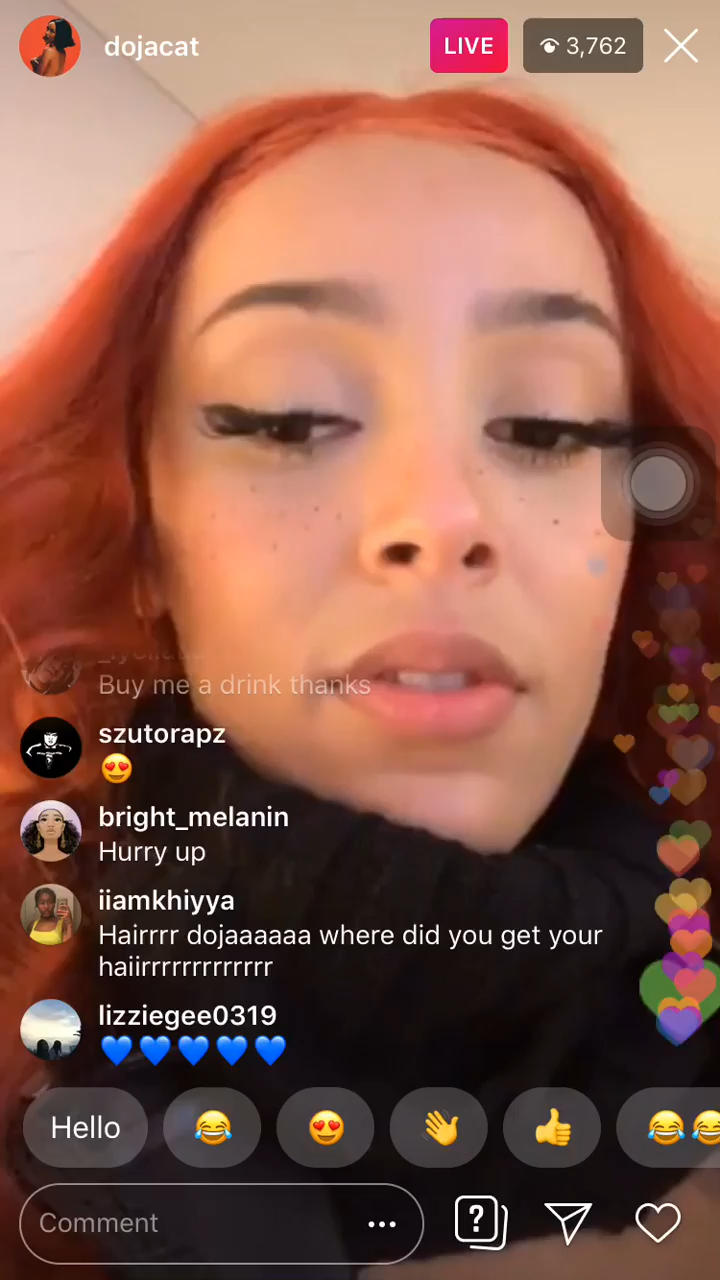 dojacat
LIVE
3,762
Buy me a drink thanks
szutorapz
😍
bright_melanin
Hurry up
iiamkhiyya
Hairrrr dojaaaaaa where did you get your
haiirrrrrrrrrrrrr
lizziegee0319
💙💙💙💙💙
Hello 😂 😍 👋 👍 😂😂
Comment